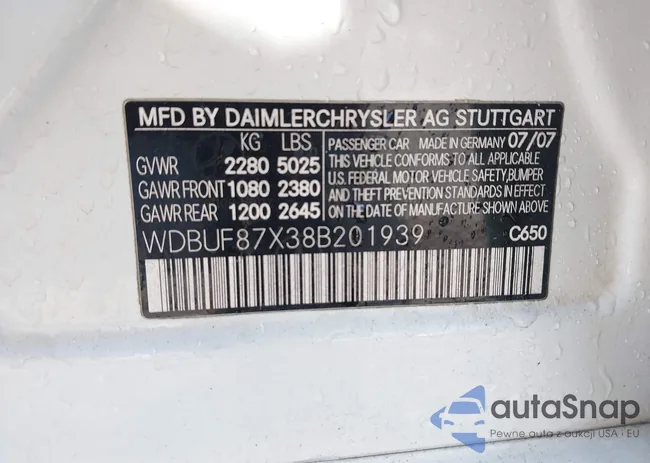 MFD BY DAIMLERCHRYSLER AG STUTTGART
KG LBS
GVWR 2280 5025
GAWR FRONT 1080 2380
GAWR REAR 1200 2645
PASSENGER CAR MADE IN GERMANY 07/07
THIS VEHICLE CONFORMS TO ALL APPLICABLE
U.S. FEDERAL MOTOR VEHICLE SAFETY,BUMPER
AND THEFT PREVENTION STANDARDS IN EFFECT
ON THE DATE OF MANUFACTURE SHOWN ABOVE.
WDBUF87X38B201939
C650
autoSnap
Pewne auto z aukcji USA i EU